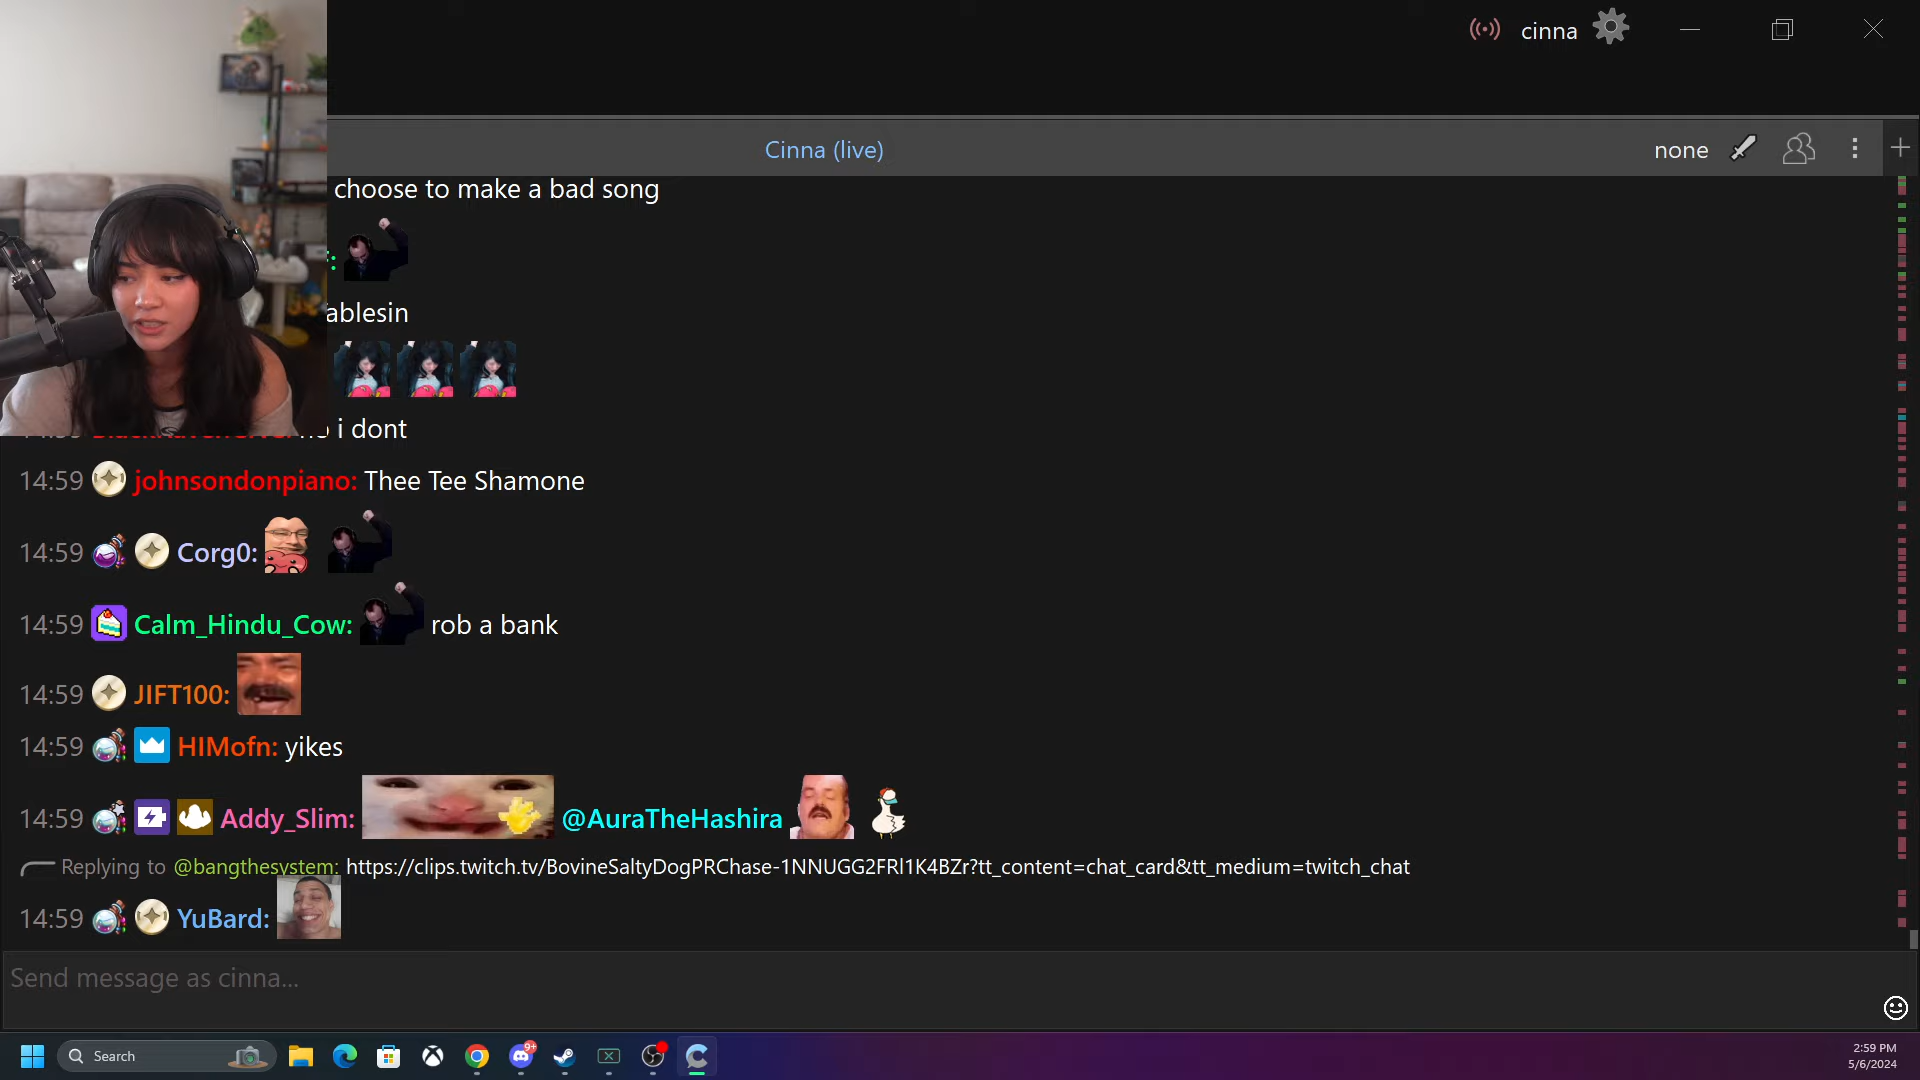 cinna
Cinna (live)
none
choose to make a bad song
:
ablesin
i dont
14:59 johnsondonpiano: Thee Tee Shamone
14:59 Corg0:
14:59 Calm_Hindu_Cow: rob a bank
14:59 JIFT100:
14:59 HIMofn: yikes
14:59 Addy_Slim: @AuraTheHashira
Replying to @bangthesystem: https://clips.twitch.tv/BovineSaltyDogPRChase-1NNUGG2FRl1K4BZr?tt_content=chat_card&tt_medium=twitch_chat
14:59 YuBard:
Send message as cinna...
Search
9+
2:59 PM
5/6/2024